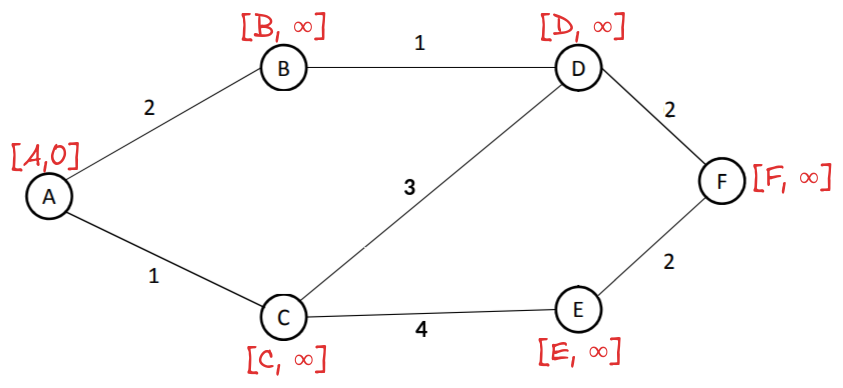 [B, ∞]
[D, ∞]
1
B
D
2
2
[A,0]
A
F
[F, ∞]
3
1
2
C
E
4
[C, ∞]
[E, ∞]